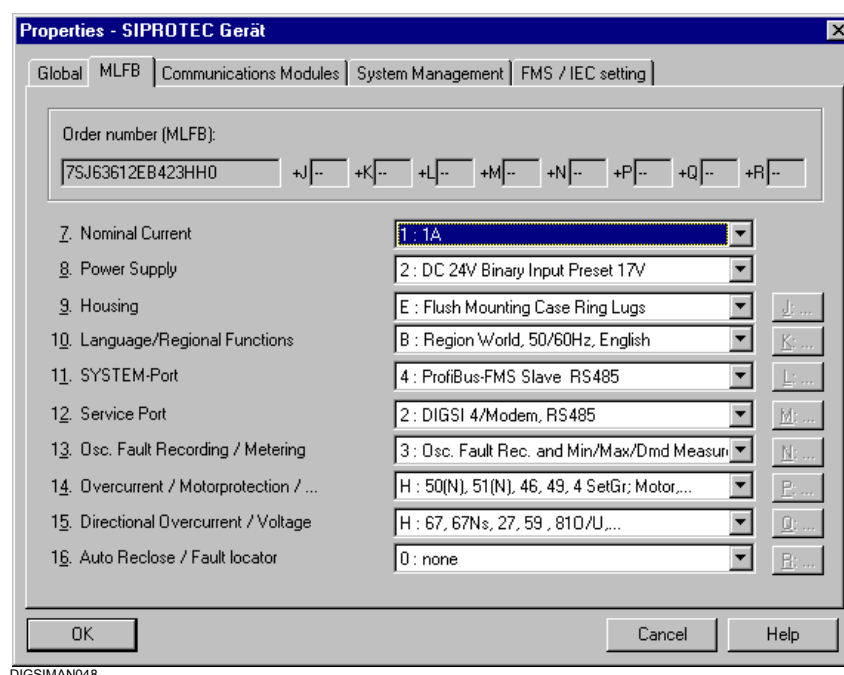 Properties - SIPROTEC Gerät
Global MLFB Communications Modules System Management FMS / IEC setting
Order number (MLFB):
7SJ63612EB423HH0 +J -- +K -- +L -- +M -- +N -- +P -- +Q -- +R --
7. Nominal Current 1 : 1A
8. Power Supply 2 : DC 24V Binary Input Preset 17V
9. Housing E : Flush Mounting Case Ring Lugs J: ...
10. Language/Regional Functions B : Region World, 50/60Hz, English K: ...
11. SYSTEM-Port 4 : ProfiBus-FMS Slave RS485 L: ...
12. Service Port 2 : DIGSI 4/Modem, RS485 M: ...
13. Osc. Fault Recording / Metering 3 : Osc. Fault Rec. and Min/Max/Dmd Measur N: ...
14. Overcurrent / Motorprotection / ... H : 50(N), 51(N), 46, 49, 4 SetGr; Motor,... P: ...
15. Directional Overcurrent / Voltage H : 67, 67Ns, 27, 59 , 81O/U,... Q: ...
16. Auto Reclose / Fault locator 0 : none R: ...
OK Cancel Help
DIGSIMAN048